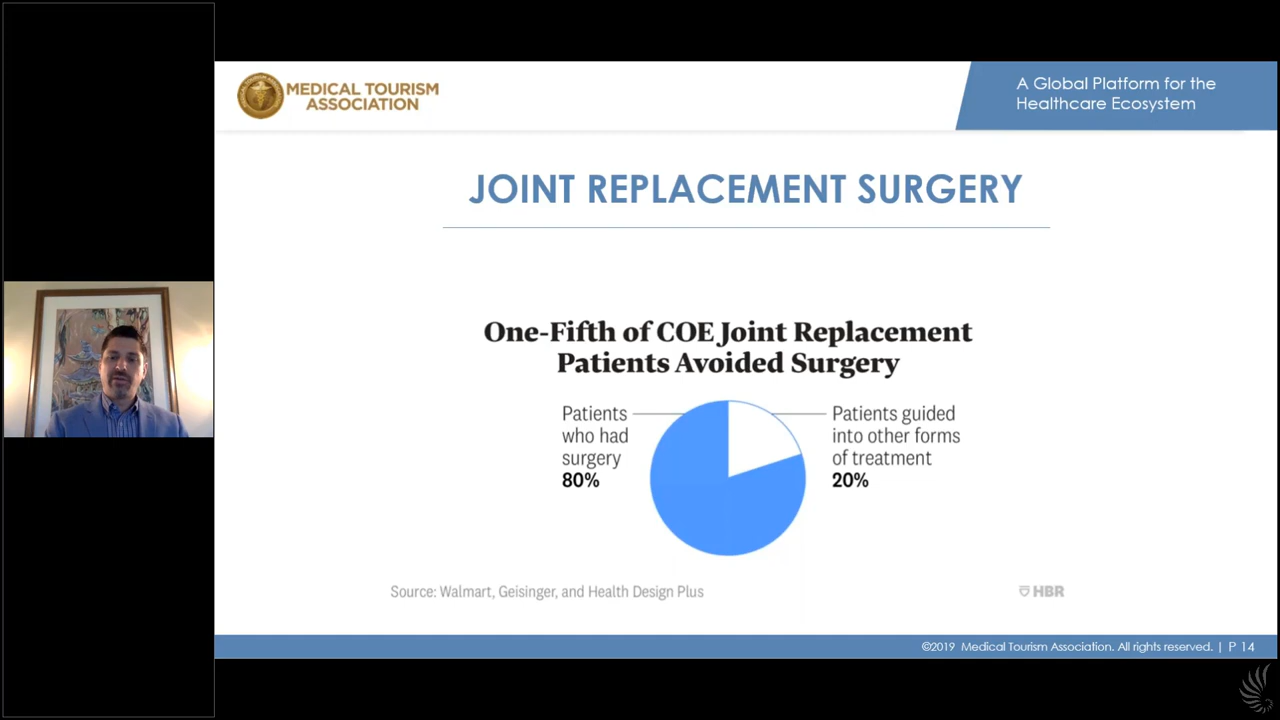 MEDICAL TOURISM
ASSOCIATION
A Global Platform for the
Healthcare Ecosystem
JOINT REPLACEMENT SURGERY
One-Fifth of COE Joint Replacement
Patients Avoided Surgery
Patients
who had
surgery
80%
Patients guided
into other forms
of treatment
20%
Source: Walmart, Geisinger, and Health Design Plus
HBR
©2019 Medical Tourism Association. All rights reserved. | P 14